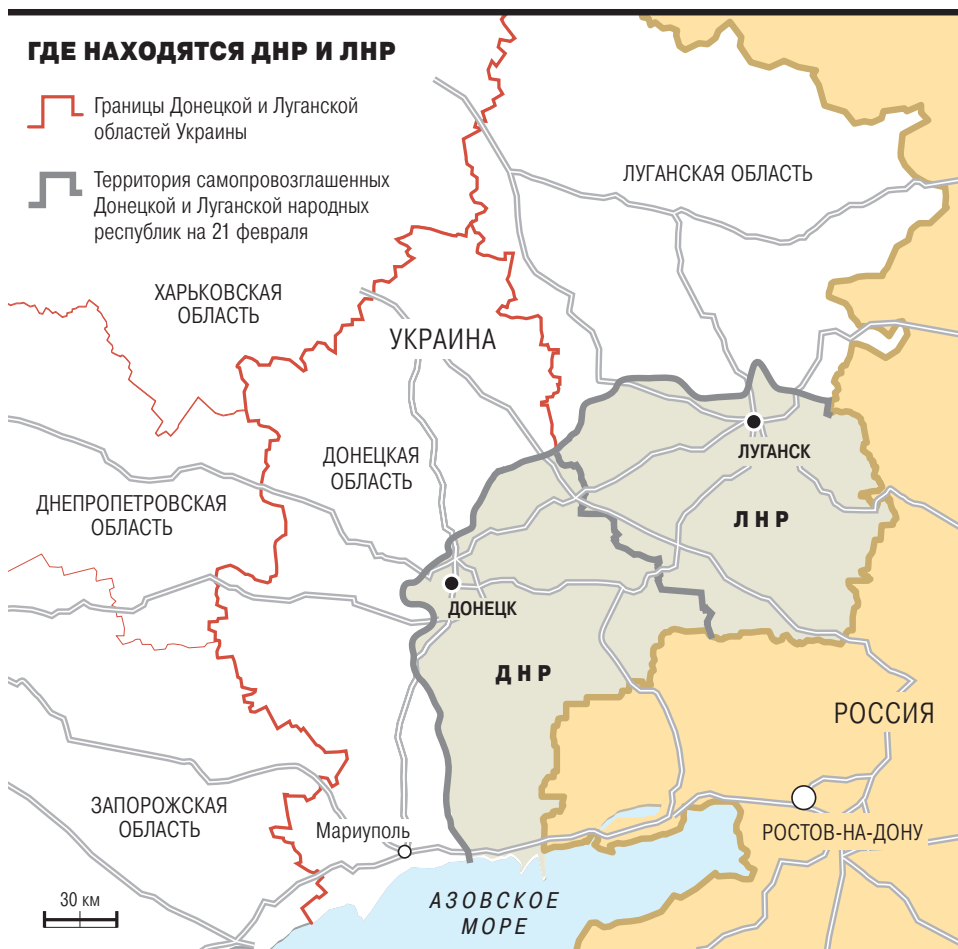 ГДЕ НАХОДЯТСЯ ДНР И ЛНР
Границы Донецкой и Луганской
областей Украины
Территория самопровозглашенных
Донецкой и Луганской народных
республик на 21 февраля
ЛУГАНСКАЯ ОБЛАСТЬ
ХАРЬКОВСКАЯ
ОБЛАСТЬ
УКРАИНА
ДОНЕЦКАЯ
ОБЛАСТЬ
ЛУГАНСК
ДНЕПРОПЕТРОВСКАЯ
ОБЛАСТЬ
ЛНР
ДОНЕЦК
ДНР
РОССИЯ
ЗАПОРОЖСКАЯ
ОБЛАСТЬ
Мариуполь
РОСТОВ-НА-ДОНУ
30 км
АЗОВСКОЕ
МОРЕ